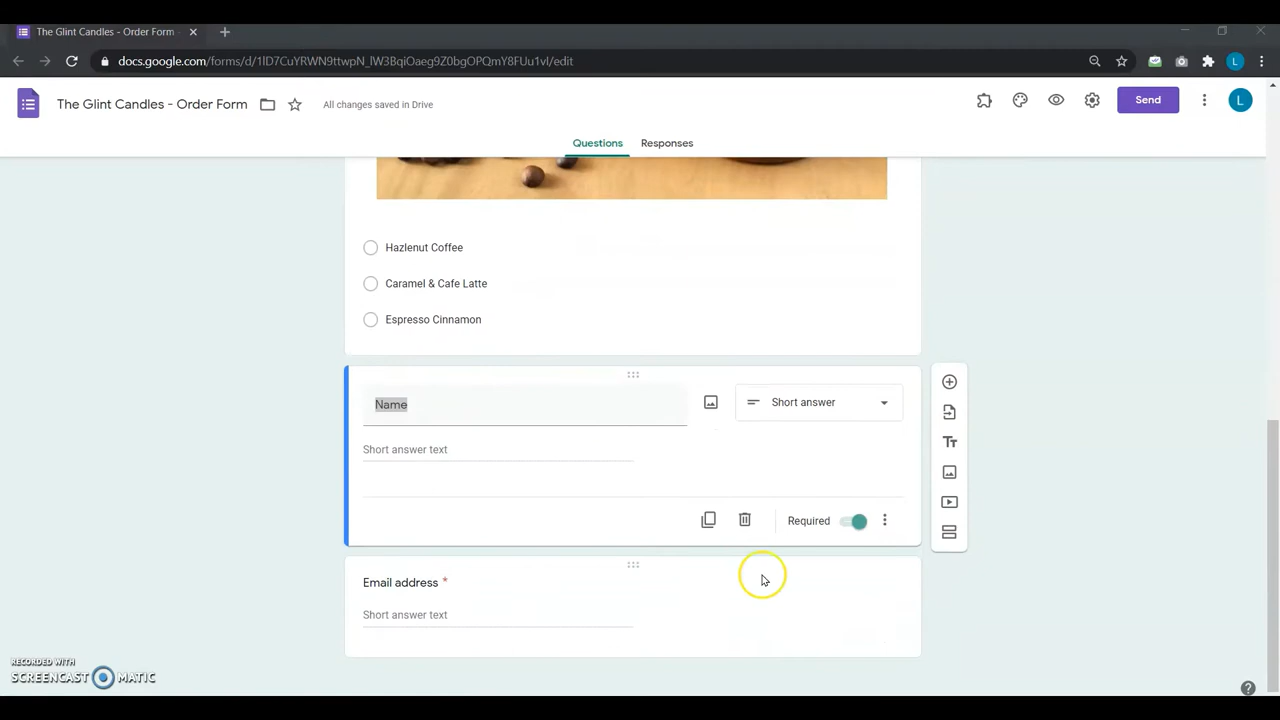 The Glint Candles - Order Form
docs.google.com/forms/d/1lD7CuYRWN9ttwpN_lW3BqiOaeg9Z0bgOPQmY8FUu1vI/edit
L
The Glint Candles - Order Form
All changes saved in Drive
Send
L
Questions
Responses
Hazlenut Coffee
Caramel & Cafe Latte
Espresso Cinnamon
Name
Short answer
Short answer text
Required
Tт
Email address *
Short answer text
RECORDED WITH
SCREENCAST MATIC